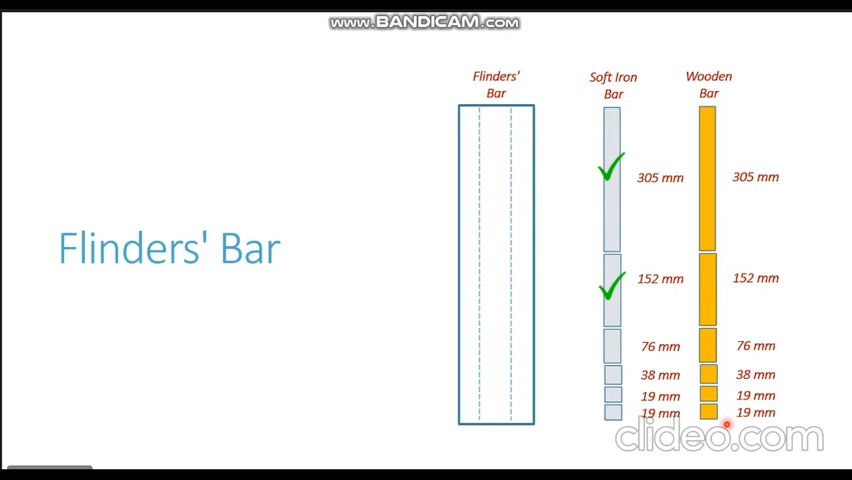 WWW.BANDICAM.COM
Flinders' Bar
Flinders'
Bar
Soft Iron
Bar
Wooden
Bar
305 mm
305 mm
152 mm
152 mm
76 mm
76 mm
38 mm
38 mm
19 mm
19 mm
19 mm
19 mm
clideo.com